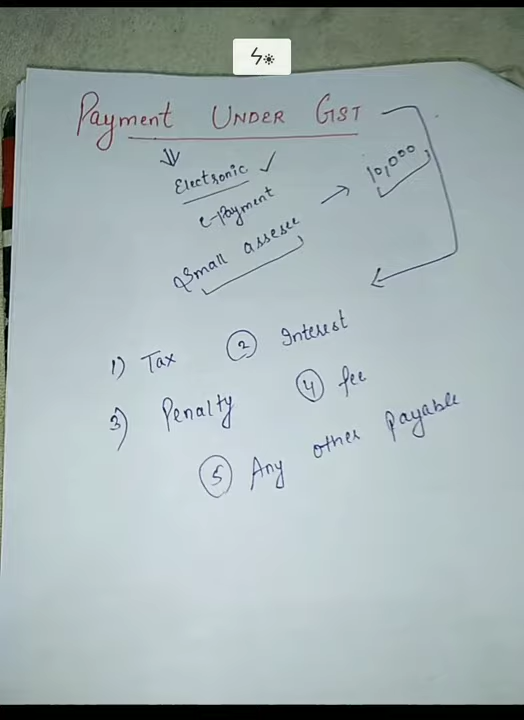 Payment UNDER GST
Electronic
e-Payment
Small assesee → 10,000
1) Tax ② Interest
3) Penalty ④ fee
⑤ Any other payable